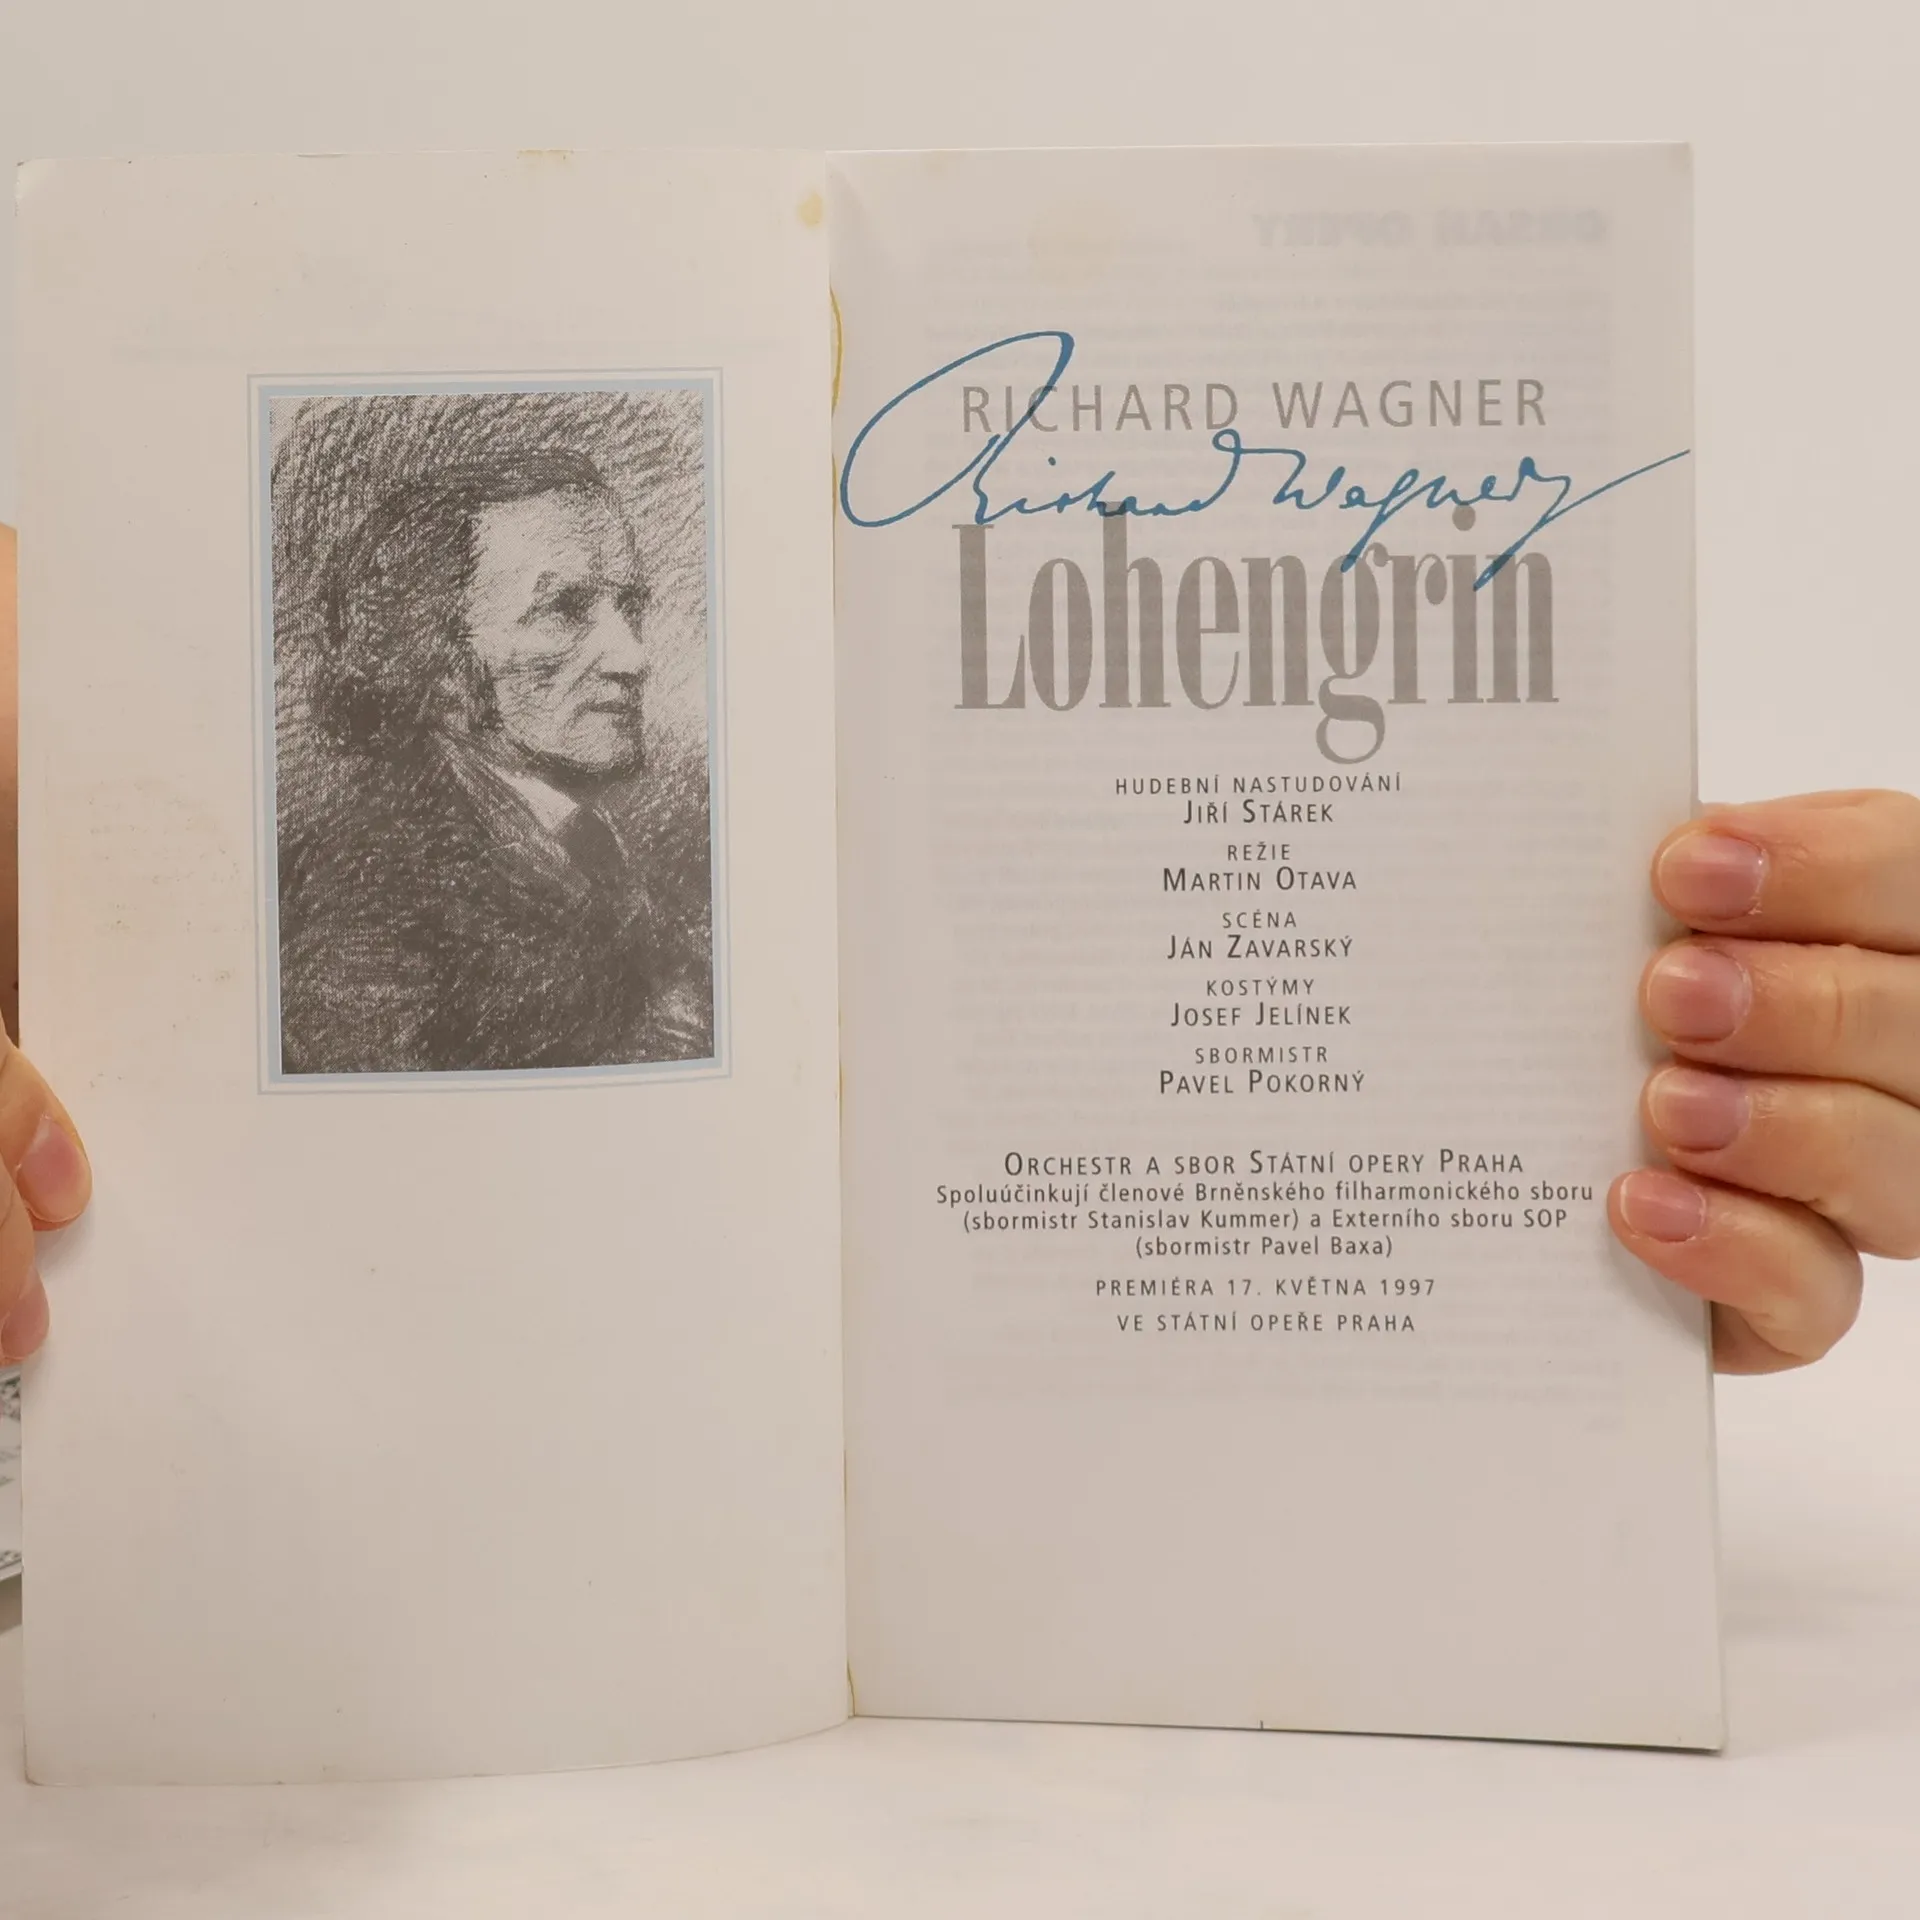 RICHARD WAGNER
Richard Wagner
Lohengrin
HUDEBNÍ NASTUDOVÁNÍ
JIŘÍ STÁREK
REŽIE
MARTIN OTAVA
SCÉNA
JÁN ZAVARSKÝ
KOSTÝMY
JOSEF JELÍNEK
SBORMISTR
PAVEL POKORNÝ
ORCHESTR A SBOR STÁTNÍ OPERY PRAHA
Spoluúčinkují členové Brněnského filharmonického sboru
(sbormistr Stanislav Kummer) a Externího sboru SOP
(sbormistr Pavel Baxa)
PREMIÉRA 17. KVĚTNA 1997
VE STÁTNÍ OPEŘE PRAHA